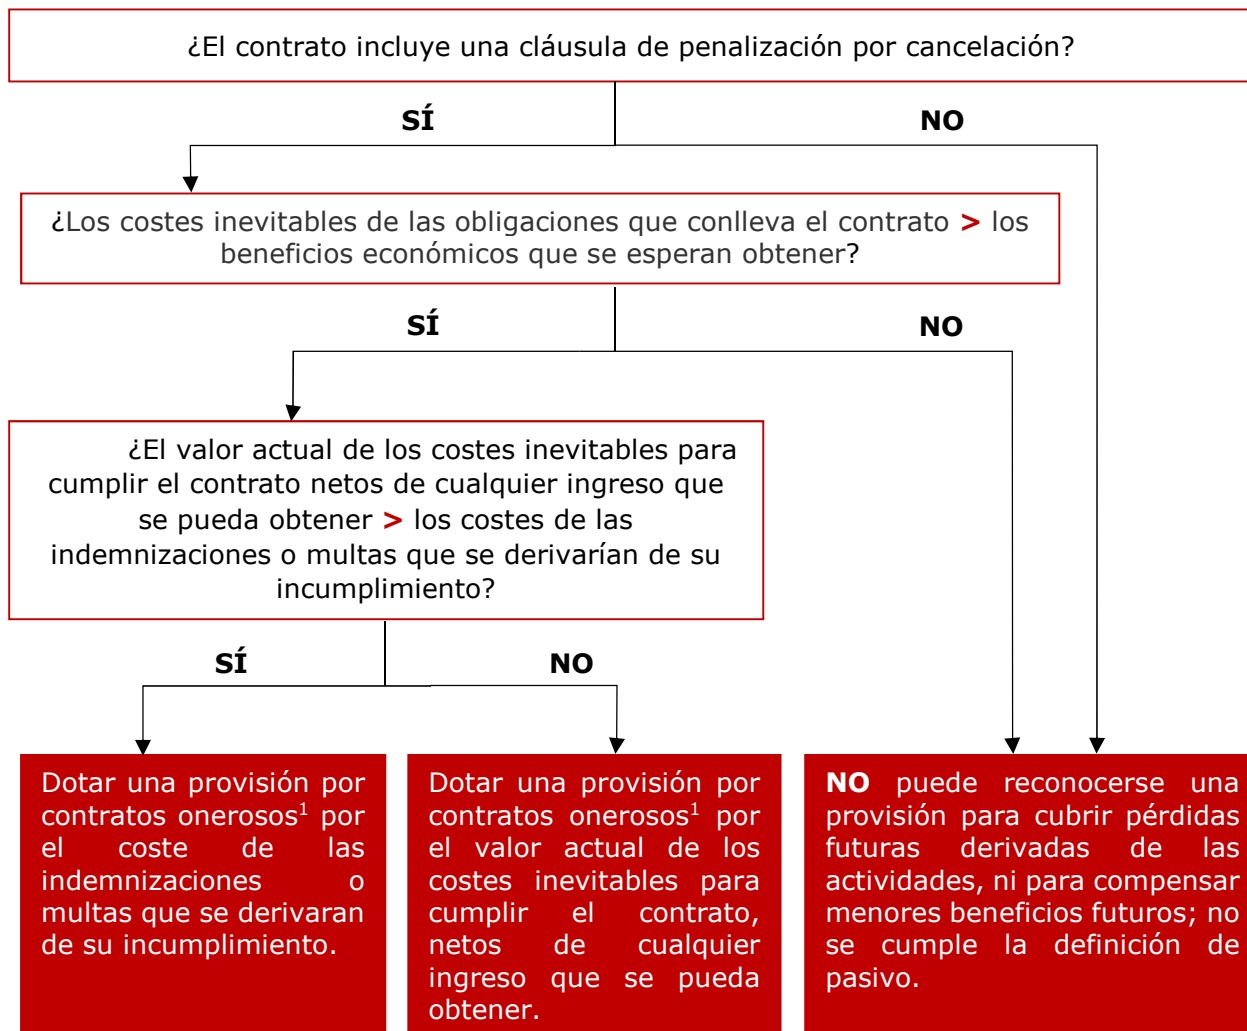 ¿El contrato incluye una cláusula de penalización por cancelación?
SÍ
NO
¿Los costes inevitables de las obligaciones que conlleva el contrato > los
beneficios económicos que se esperan obtener?
SÍ
NO
¿El valor actual de los costes inevitables para
cumplir el contrato netos de cualquier ingreso que
se pueda obtener > los costes de las
indemnizaciones o multas que se derivarían de su
incumplimiento?
SÍ
NO
Dotar una provisión por
contratos onerosos¹ por
el coste de las
indemnizaciones o
multas que se derivaran
de su incumplimiento.
Dotar una provisión por
contratos onerosos¹ por
el valor actual de los
costes inevitables para
cumplir el contrato,
netos de cualquier
ingreso que se pueda
obtener.
NO puede reconocerse una
provisión para cubrir pérdidas
futuras derivadas de las
actividades, ni para compensar
menores beneficios futuros; no
se cumple la definición de
pasivo.